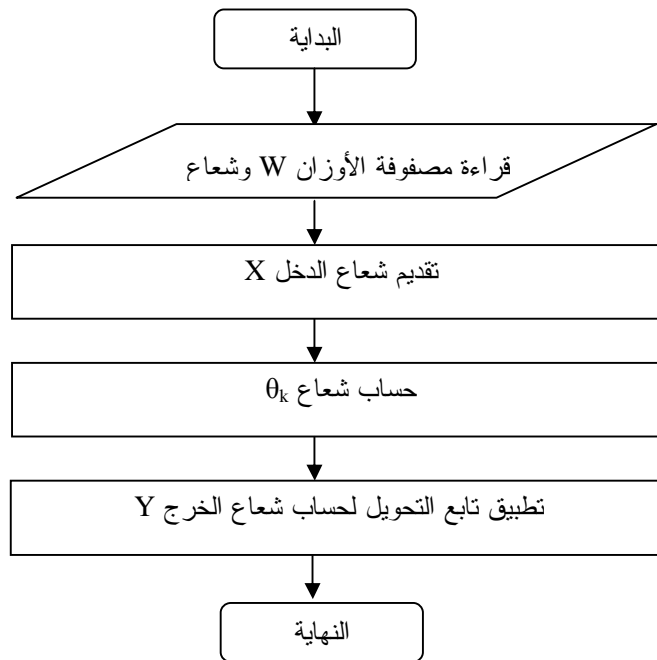 البداية
قراءة مصفوفة الأوزان W وشعاع
تقديم شعاع الدخل X
حساب شعاع θk
تطبيق تابع التحويل لحساب شعاع الخرج Y
النهاية